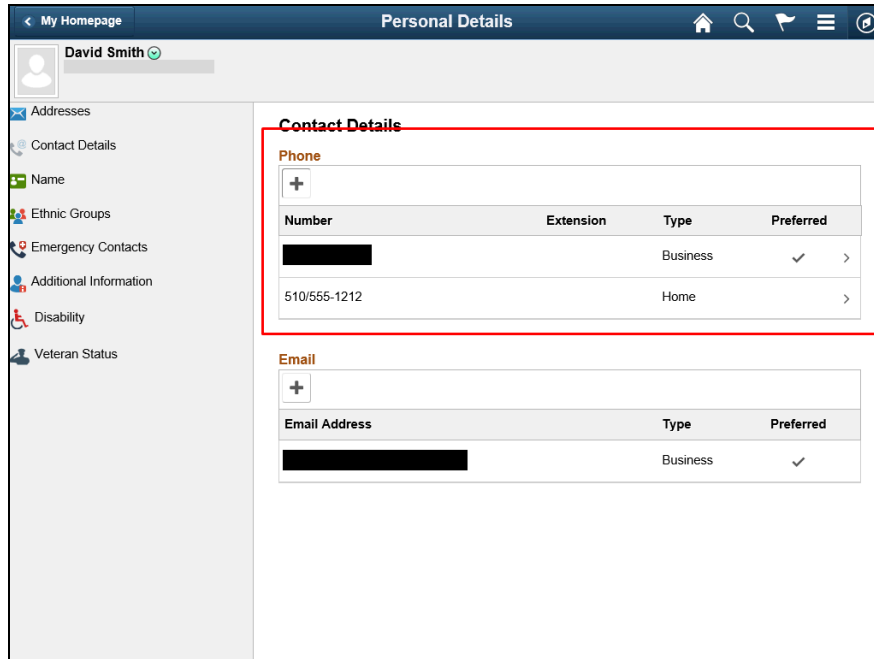 My Homepage
Personal Details
David Smith
Addresses
Contact Details
Name
Ethnic Groups
Emergency Contacts
Additional Information
Disability
Veteran Status
Contact Details
Phone
Number Extension Type Preferred
Business
510/555-1212 Home
Email
Email Address Type Preferred
Business